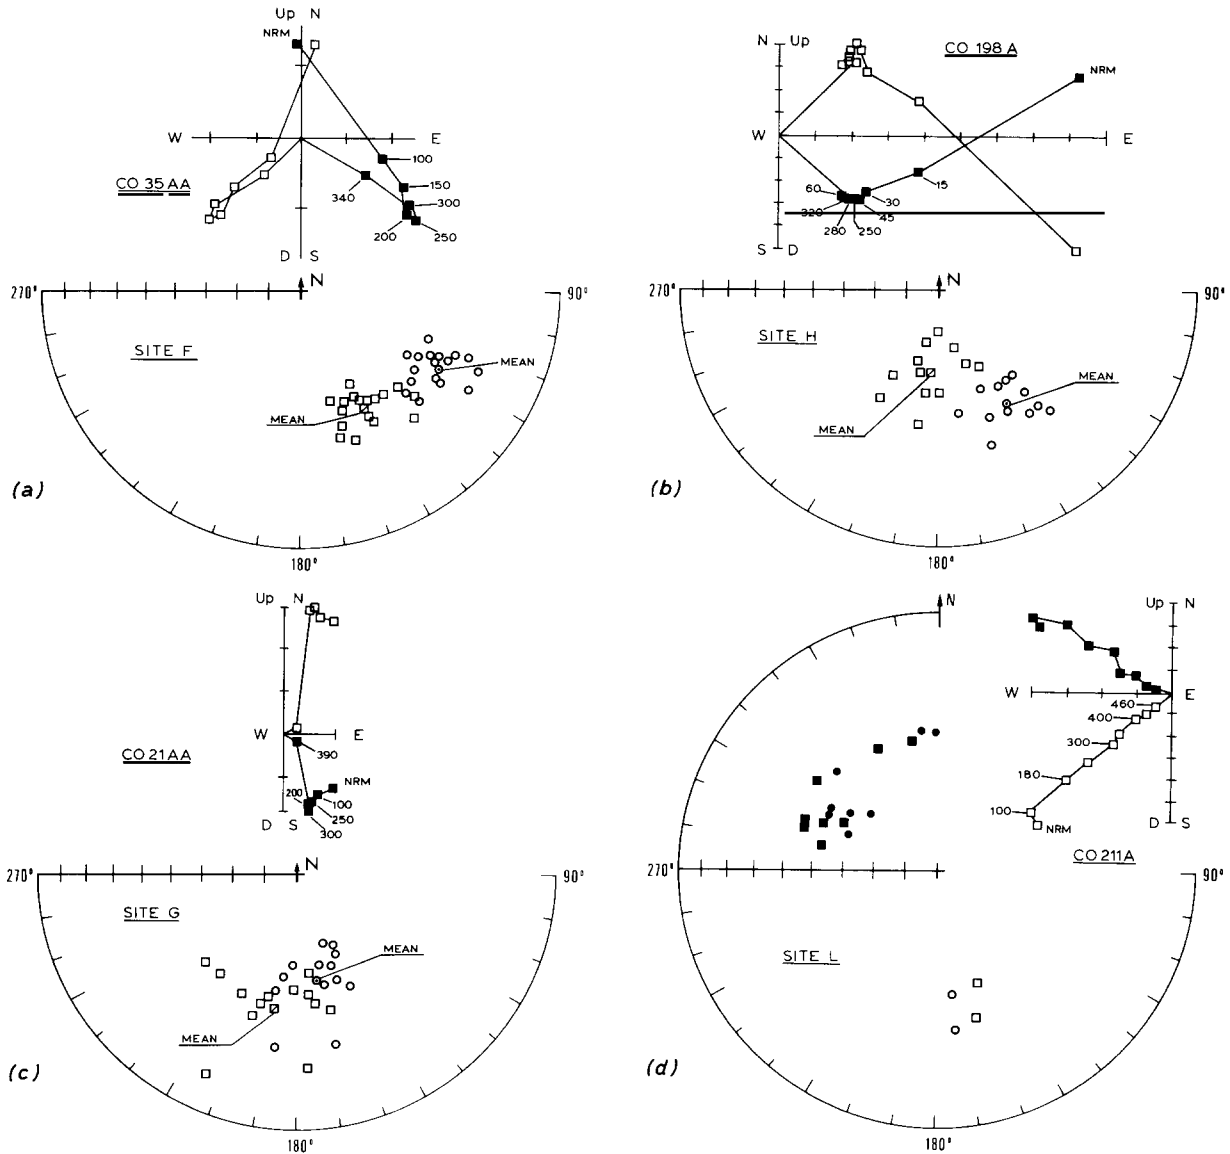 Up N
NRM
W E
100
150
300
340
200 250
CO 35 AA
D S
N
270° 90°
SITE F
MEAN
MEAN
(a)
180°
N Up
CO 198 A
NRM
W E
15
60
30
320 45
280 250
S D
N
270° 90°
SITE H
MEAN
MEAN
(b)
180°
Up N
W E
390
CO 21 AA
NRM
200 100
250
D S 300
N
270° 90°
SITE G
MEAN
MEAN
(c)
180°
N
Up N
W E
460
400
300
180
100
NRM D S
CO 211A
270° 90°
SITE L
(d)
180°